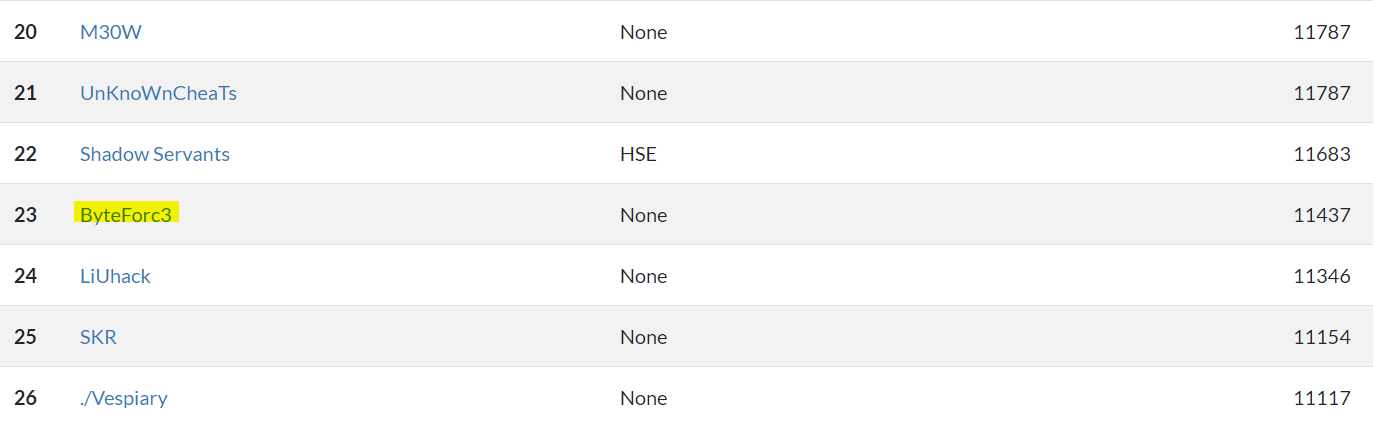 20 M30W None 11787
21 UnKnoWnCheaTs None 11787
22 Shadow Servants HSE 11683
23 ByteForc3 None 11437
24 LiUhack None 11346
25 SKR None 11154
26 ./Vespiary None 11117